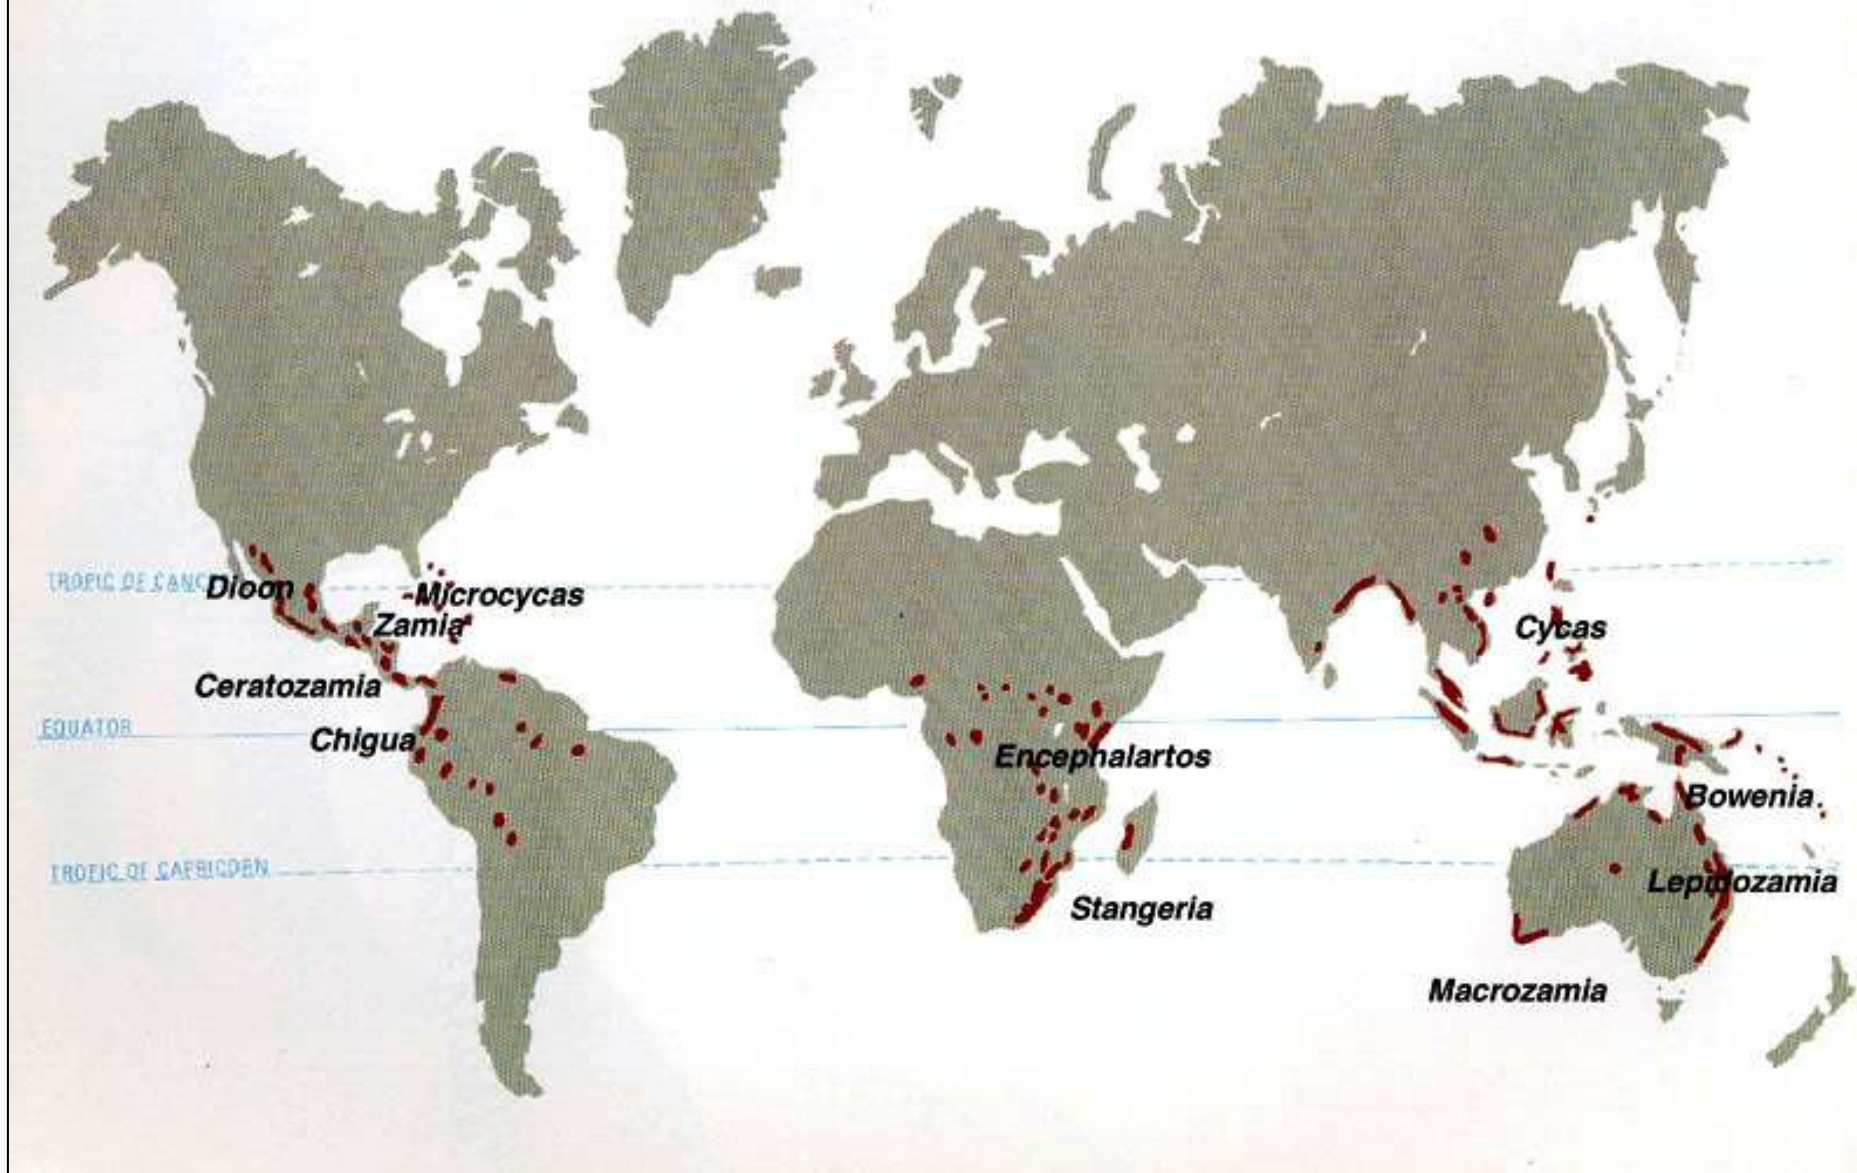 TROPIC OF CANC
Dioon
Microcycas
Zamia
Cycas
Ceratozamia
EQUATOR
Chigua
Encephalartos
Bowenia
TROPIC OF CAPRICORN
Lepidozamia
Stangeria
Macrozamia